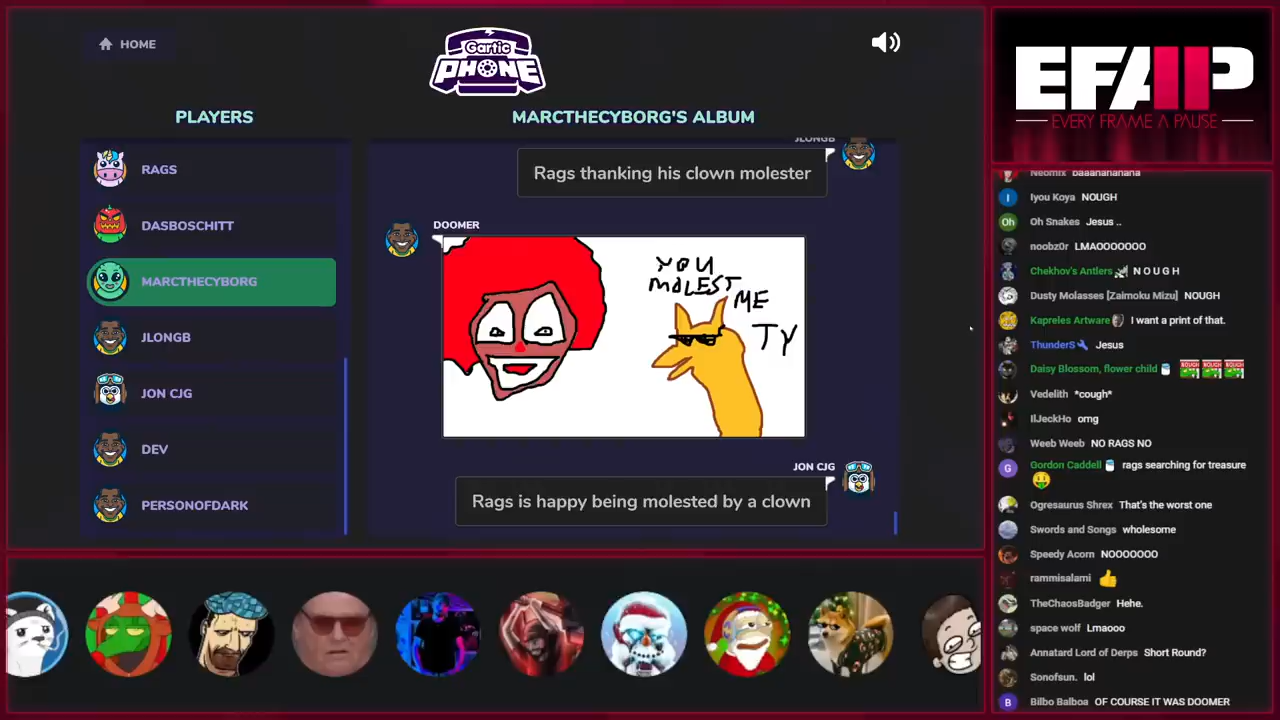 HOME
Gartic
PHONE
PLAYERS
RAGS
DASBOSCHITT
MARCTHECYBORG
JLONGB
JON CJG
DEV
PERSONOFDARK
MARCTHECYBORG'S ALBUM
JLONGB
Rags thanking his clown molester
DOOMER
YOU
MOLEST
ME
TY
JON CJG
Rags is happy being molested by a clown
EFAP
EVERY FRAME A PAUSE
Neomix baaanananana
Iyou Koya NOUGH
Oh Snakes Jesus ..
noobz0r LMAOOOOOOO
Chekhov's Antlers N O U G H
Dusty Molasses [Zaimoku Mizu] NOUGH
Kapreles Artware I want a print of that.
ThunderS Jesus
Daisy Blossom, flower child
Vedelith *cough*
IlJeckHo omg
Weeb Weeb NO RAGS NO
Gordon Caddell rags searching for treasure
Ogresaurus Shrex That's the worst one
Swords and Songs wholesome
Speedy Acorn NOOOOOOO
rammisalami
TheChaosBadger Hehe.
space wolf Lmaooo
Annatard Lord of Derps Short Round?
Sonofsun. lol
Bilbo Balboa OF COURSE IT WAS DOOMER